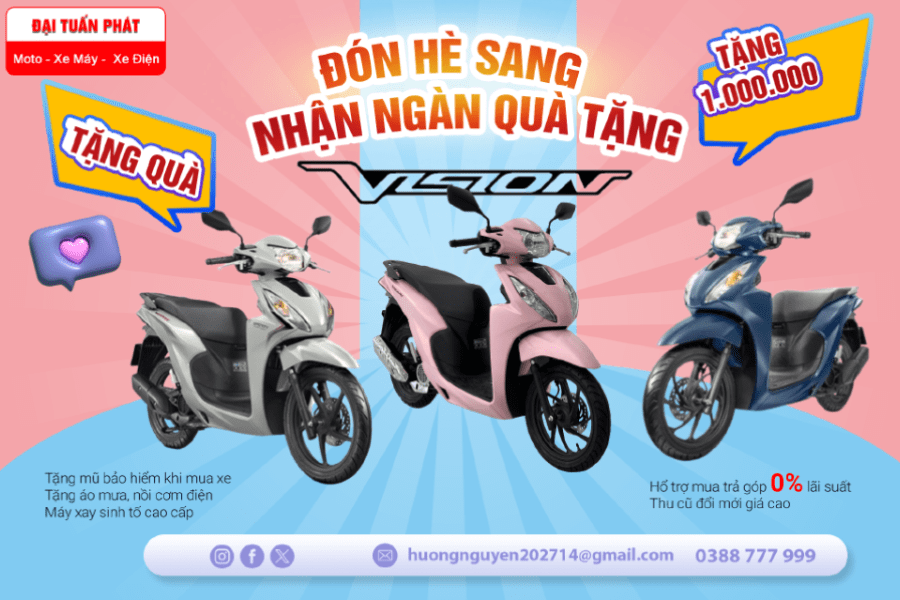 ĐẠI TUẤN PHÁT
Moto - Xe Máy - Xe Điện
ĐÓN HÈ SANG
NHẬN NGÀN QUÀ TẶNG
TẶNG
1.000.000
TẶNG QUÀ
VISION
Tặng mũ bảo hiểm khi mua xe
Tặng áo mưa, nồi cơm điện
Máy xay sinh tố cao cấp
Hổ trợ mua trả góp 0% lãi suất
Thu cũ đổi mới giá cao
huongnguyen202714@gmail.com 0388 777 999